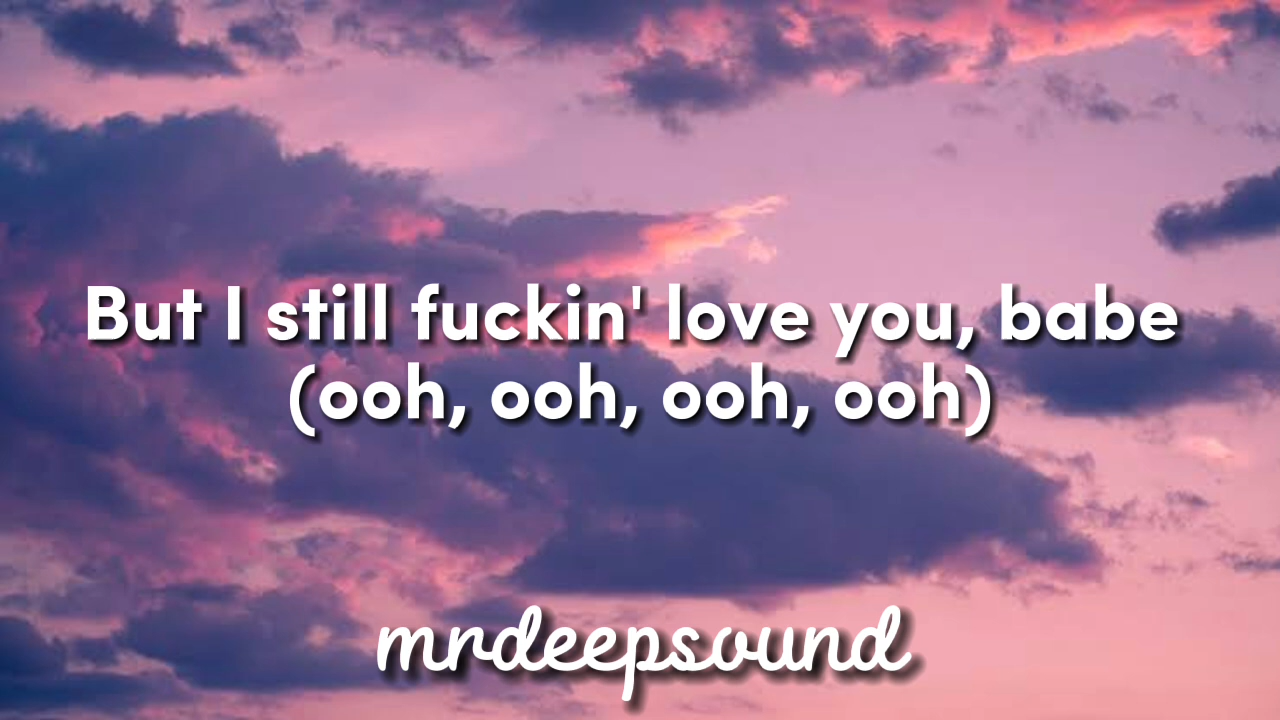 But I still fuckin' love you, babe
(ooh, ooh, ooh, ooh)
mrdeepsound